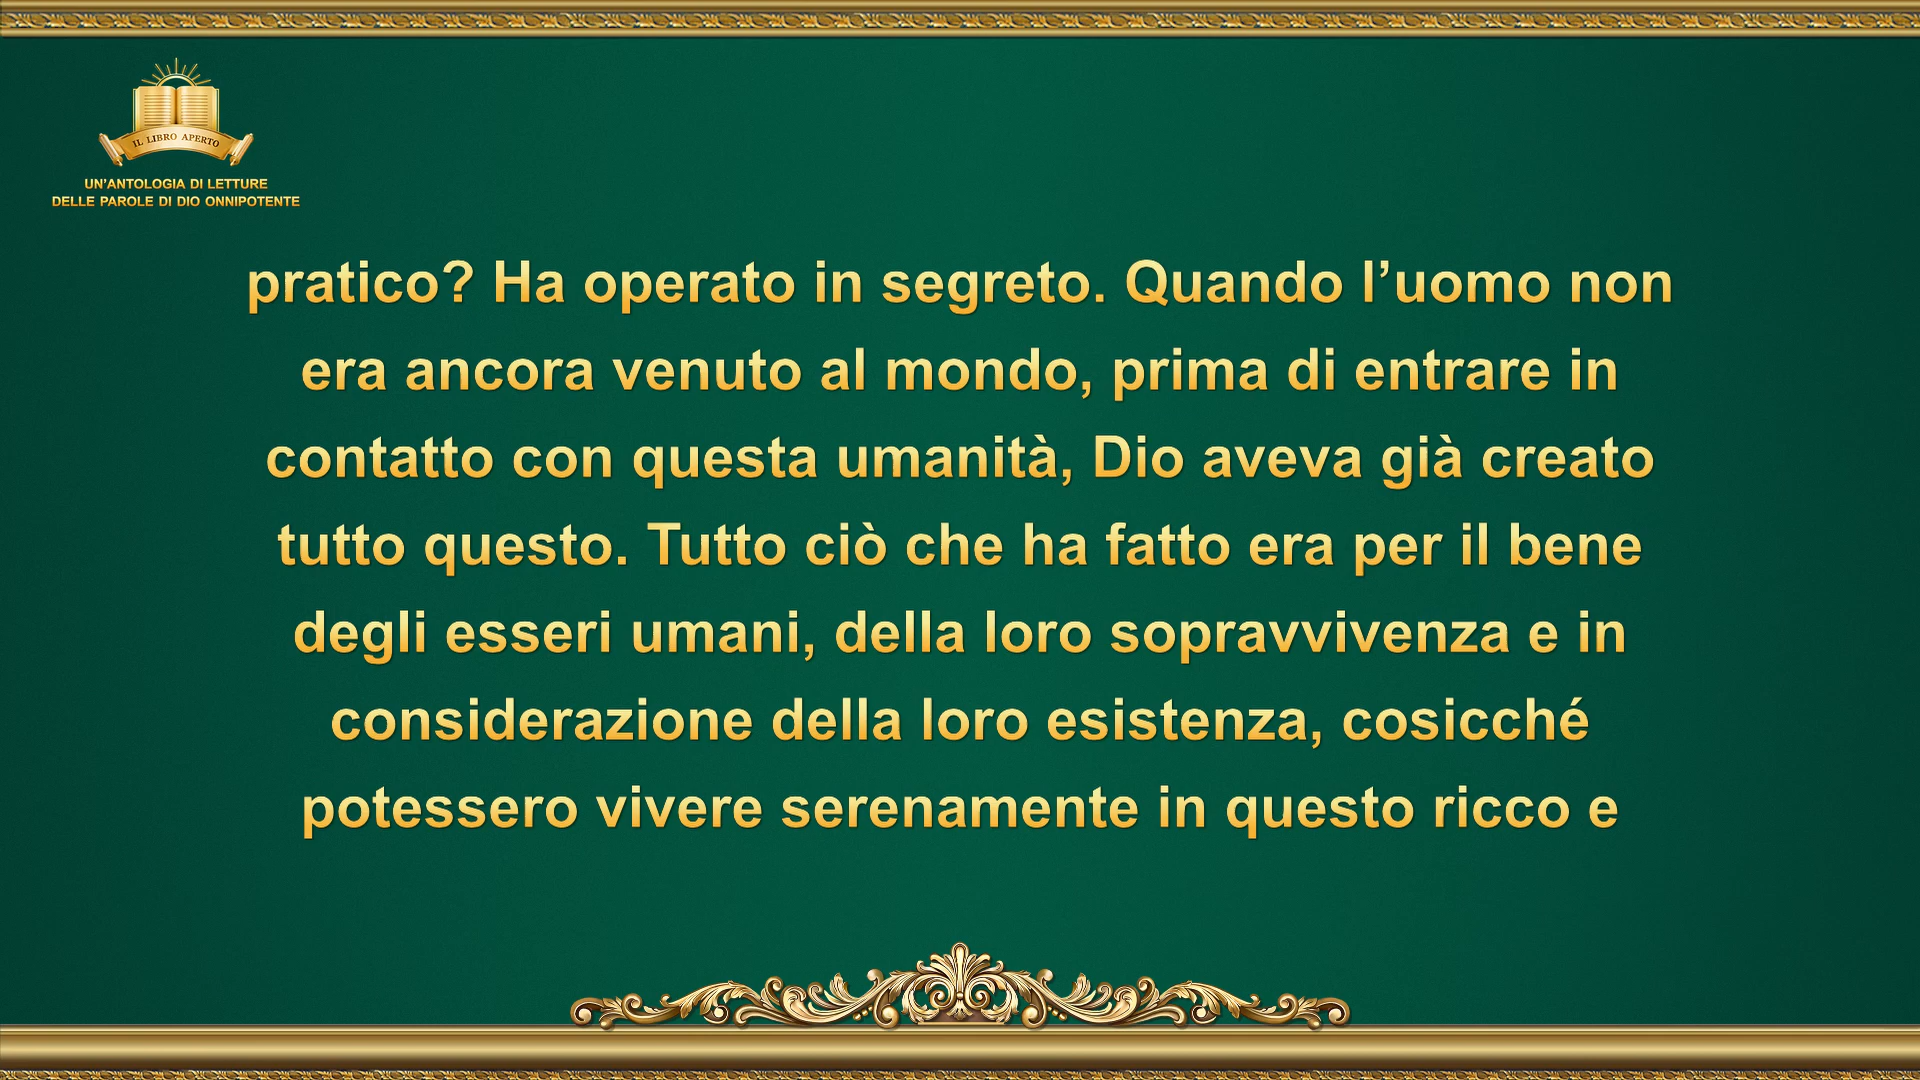 IL LIBRO APERTO
UN’ANTOLOGIA DI LETTURE
DELLE PAROLE DI DIO ONNIPOTENTE
pratico? Ha operato in segreto. Quando l’uomo non
era ancora venuto al mondo, prima di entrare in
contatto con questa umanità, Dio aveva già creato
tutto questo. Tutto ciò che ha fatto era per il bene
degli esseri umani, della loro sopravvivenza e in
considerazione della loro esistenza, cosicché
potessero vivere serenamente in questo ricco e